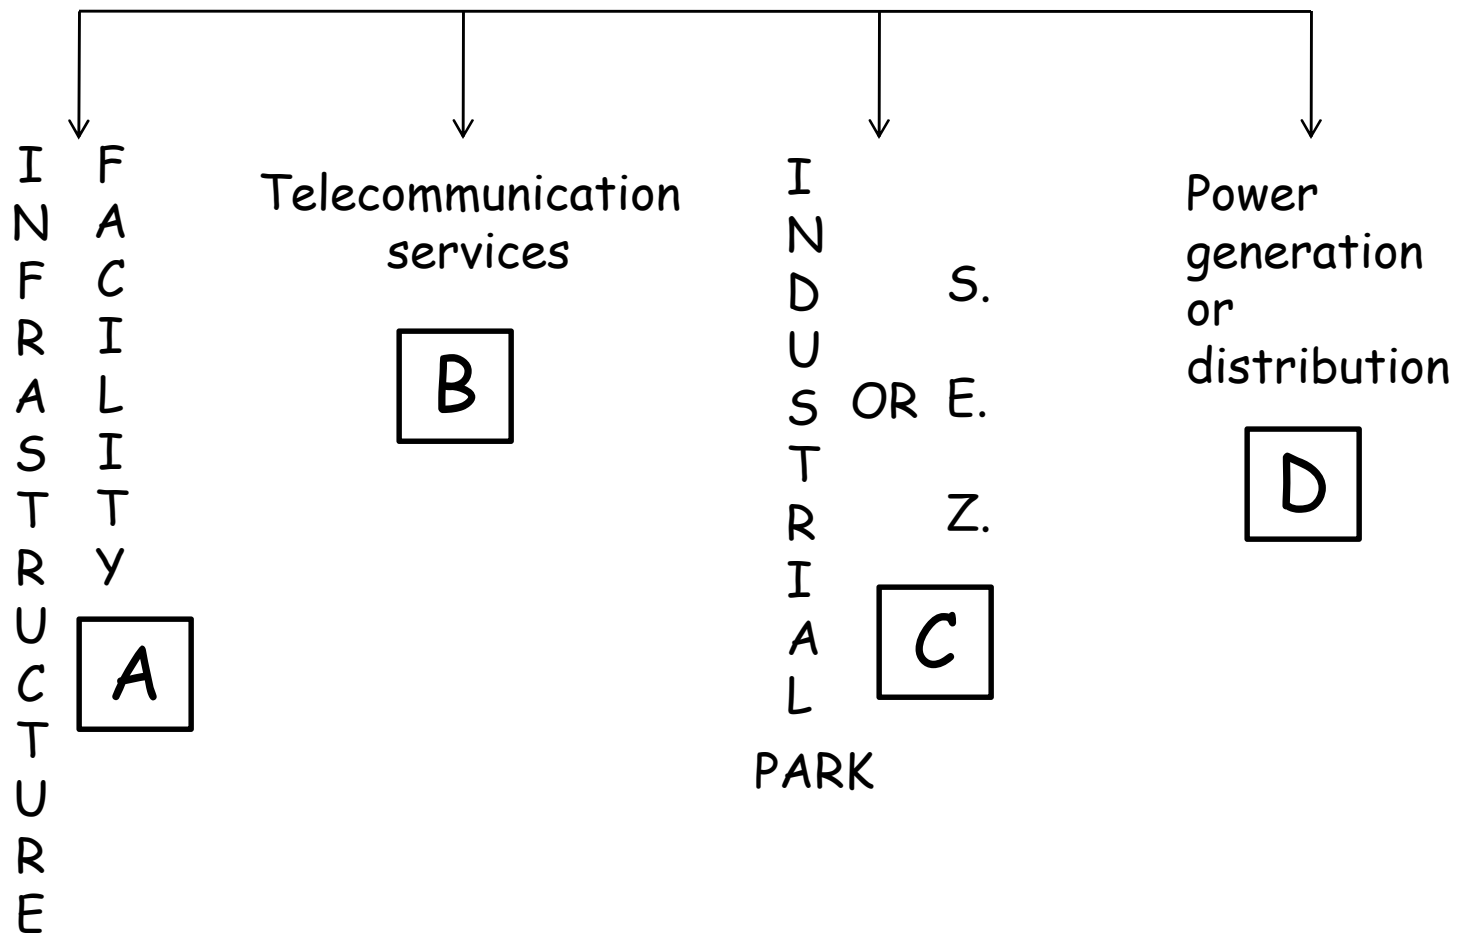 INFRASTRUCTURE
FACILITY
A
Telecommunication
services
B
INDUSTRIAL
PARK
OR
S.
E.
Z.
C
Power
generation
or
distribution
D